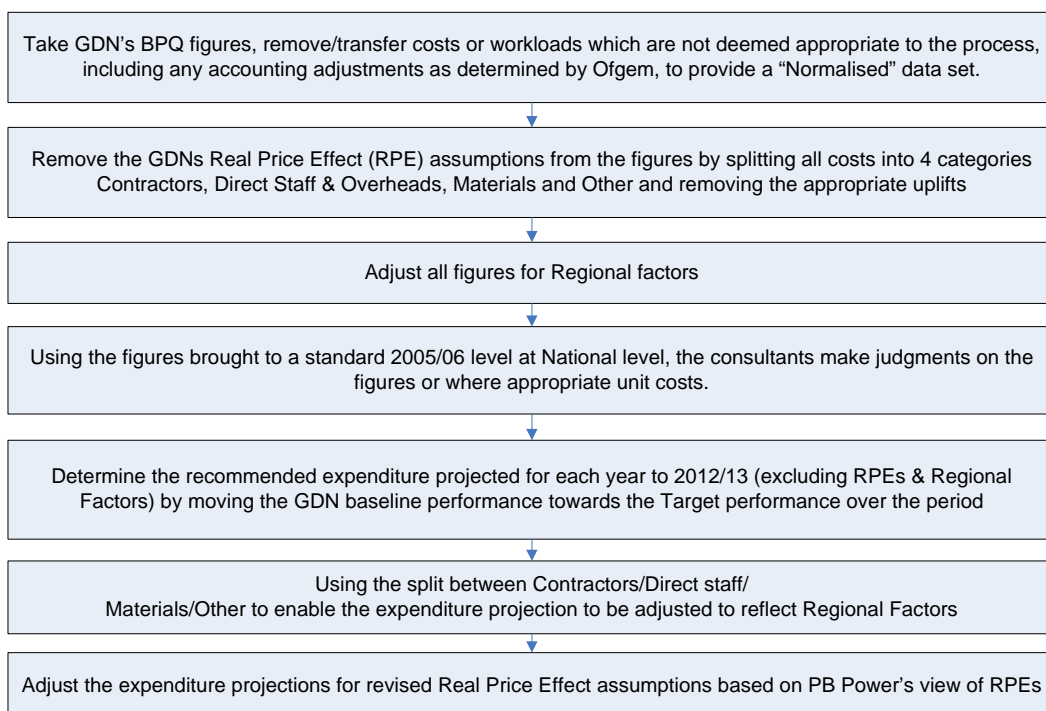 Take GDN's BPQ figures, remove/transfer costs or workloads which are not deemed appropriate to the process,
including any accounting adjustments as determined by Ofgem, to provide a “Normalised” data set.
Remove the GDNs Real Price Effect (RPE) assumptions from the figures by splitting all costs into 4 categories
Contractors, Direct Staff & Overheads, Materials and Other and removing the appropriate uplifts
Adjust all figures for Regional factors
Using the figures brought to a standard 2005/06 level at National level, the consultants make judgments on the
figures or where appropriate unit costs.
Determine the recommended expenditure projected for each year to 2012/13 (excluding RPEs & Regional
Factors) by moving the GDN baseline performance towards the Target performance over the period
Using the split between Contractors/Direct staff/
Materials/Other to enable the expenditure projection to be adjusted to reflect Regional Factors
Adjust the expenditure projections for revised Real Price Effect assumptions based on PB Power's view of RPEs